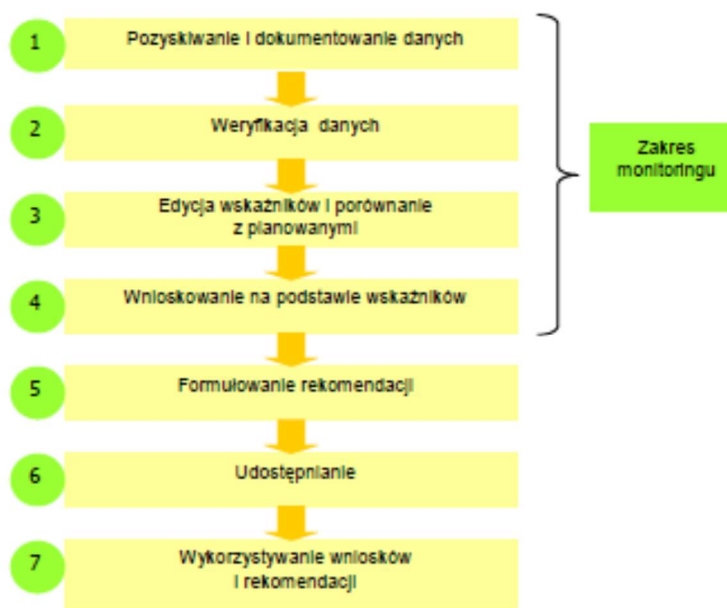 1
Pozyskiwanie i dokumentowanie danych
2
Weryfikacja danych
3
Edycja wskaźników i porównanie
z planowanymi
4
Wnioskowanie na podstawie wskaźników
Zakres
monitoringu
5
Formułowanie rekomendacji
6
Udostępnianie
7
Wykorzystywanie wniosków
i rekomendacji